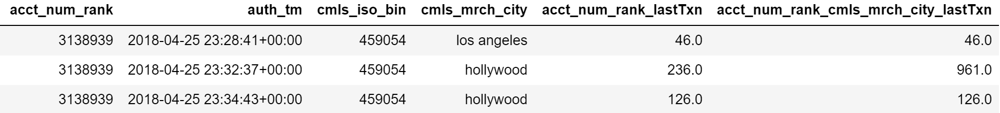 acct_num_rank auth_tm cmls_iso_bin cmls_mrch_city acct_num_rank_lastTxn acct_num_rank_cmls_mrch_city_lastTxn
3138939 2018-04-25 23:28:41+00:00 459054 los angeles 46.0 46.0
3138939 2018-04-25 23:32:37+00:00 459054 hollywood 236.0 961.0
3138939 2018-04-25 23:34:43+00:00 459054 hollywood 126.0 126.0